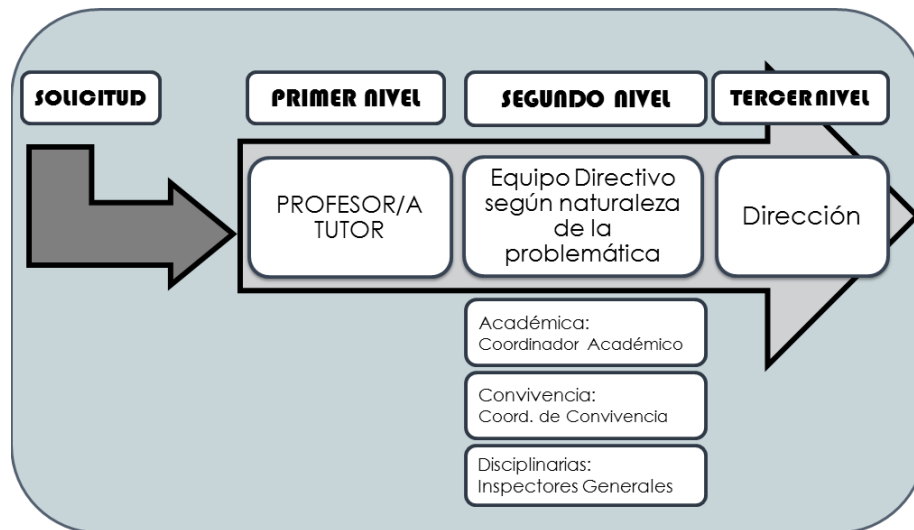 SOLICITUD
PRIMER NIVEL
SEGUNDO NIVEL
TERCER NIVEL
PROFESOR/A
TUTOR
Equipo Directivo
según naturaleza
de la
problemática
Dirección
Académica:
Coordinador Académico
Convivencia:
Coord. de Convivencia
Disciplinarias:
Inspectores Generales